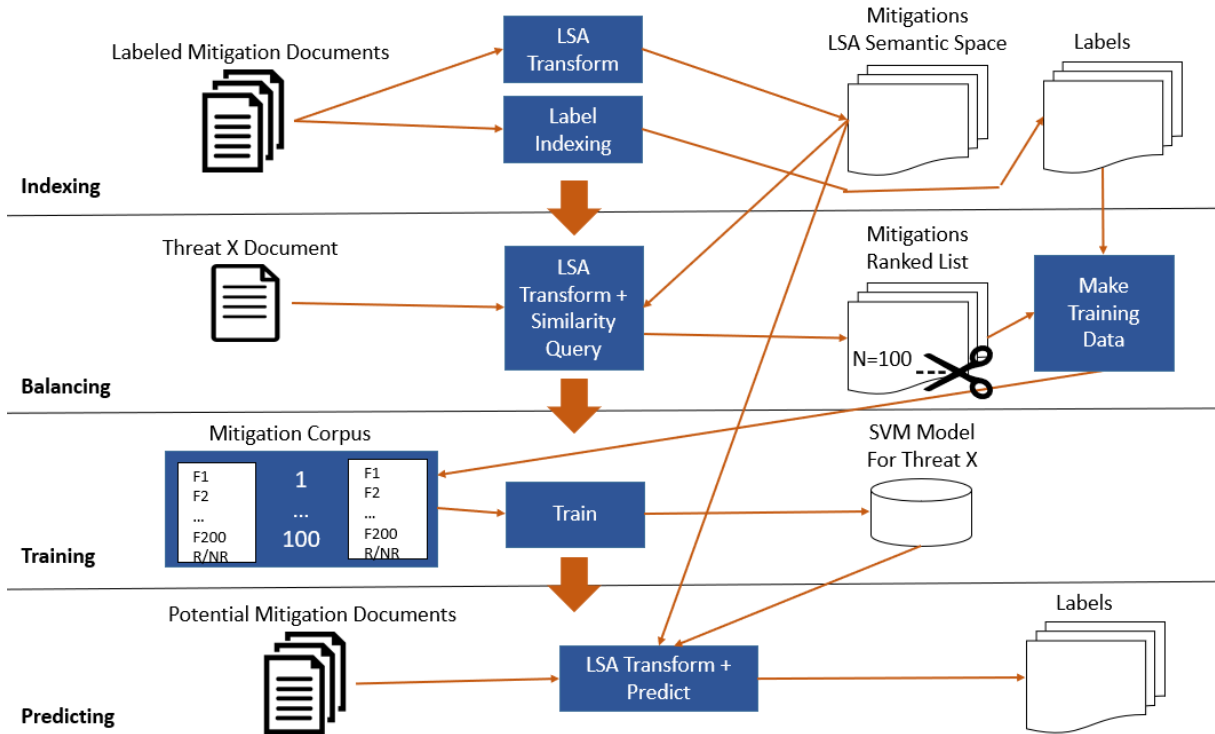 Labeled Mitigation Documents
LSA
Transform
Label
Indexing
Mitigations
LSA Semantic Space
Labels
Indexing
Threat X Document
LSA
Transform +
Similarity
Query
Mitigations
Ranked List
N=100
Make
Training
Data
Balancing
Mitigation Corpus
F1
F2
...
F200
R/NR
1
...
100
F1
F2
...
F200
R/NR
Train
SVM Model
For Threat X
Training
Potential Mitigation Documents
LSA Transform +
Predict
Labels
Predicting